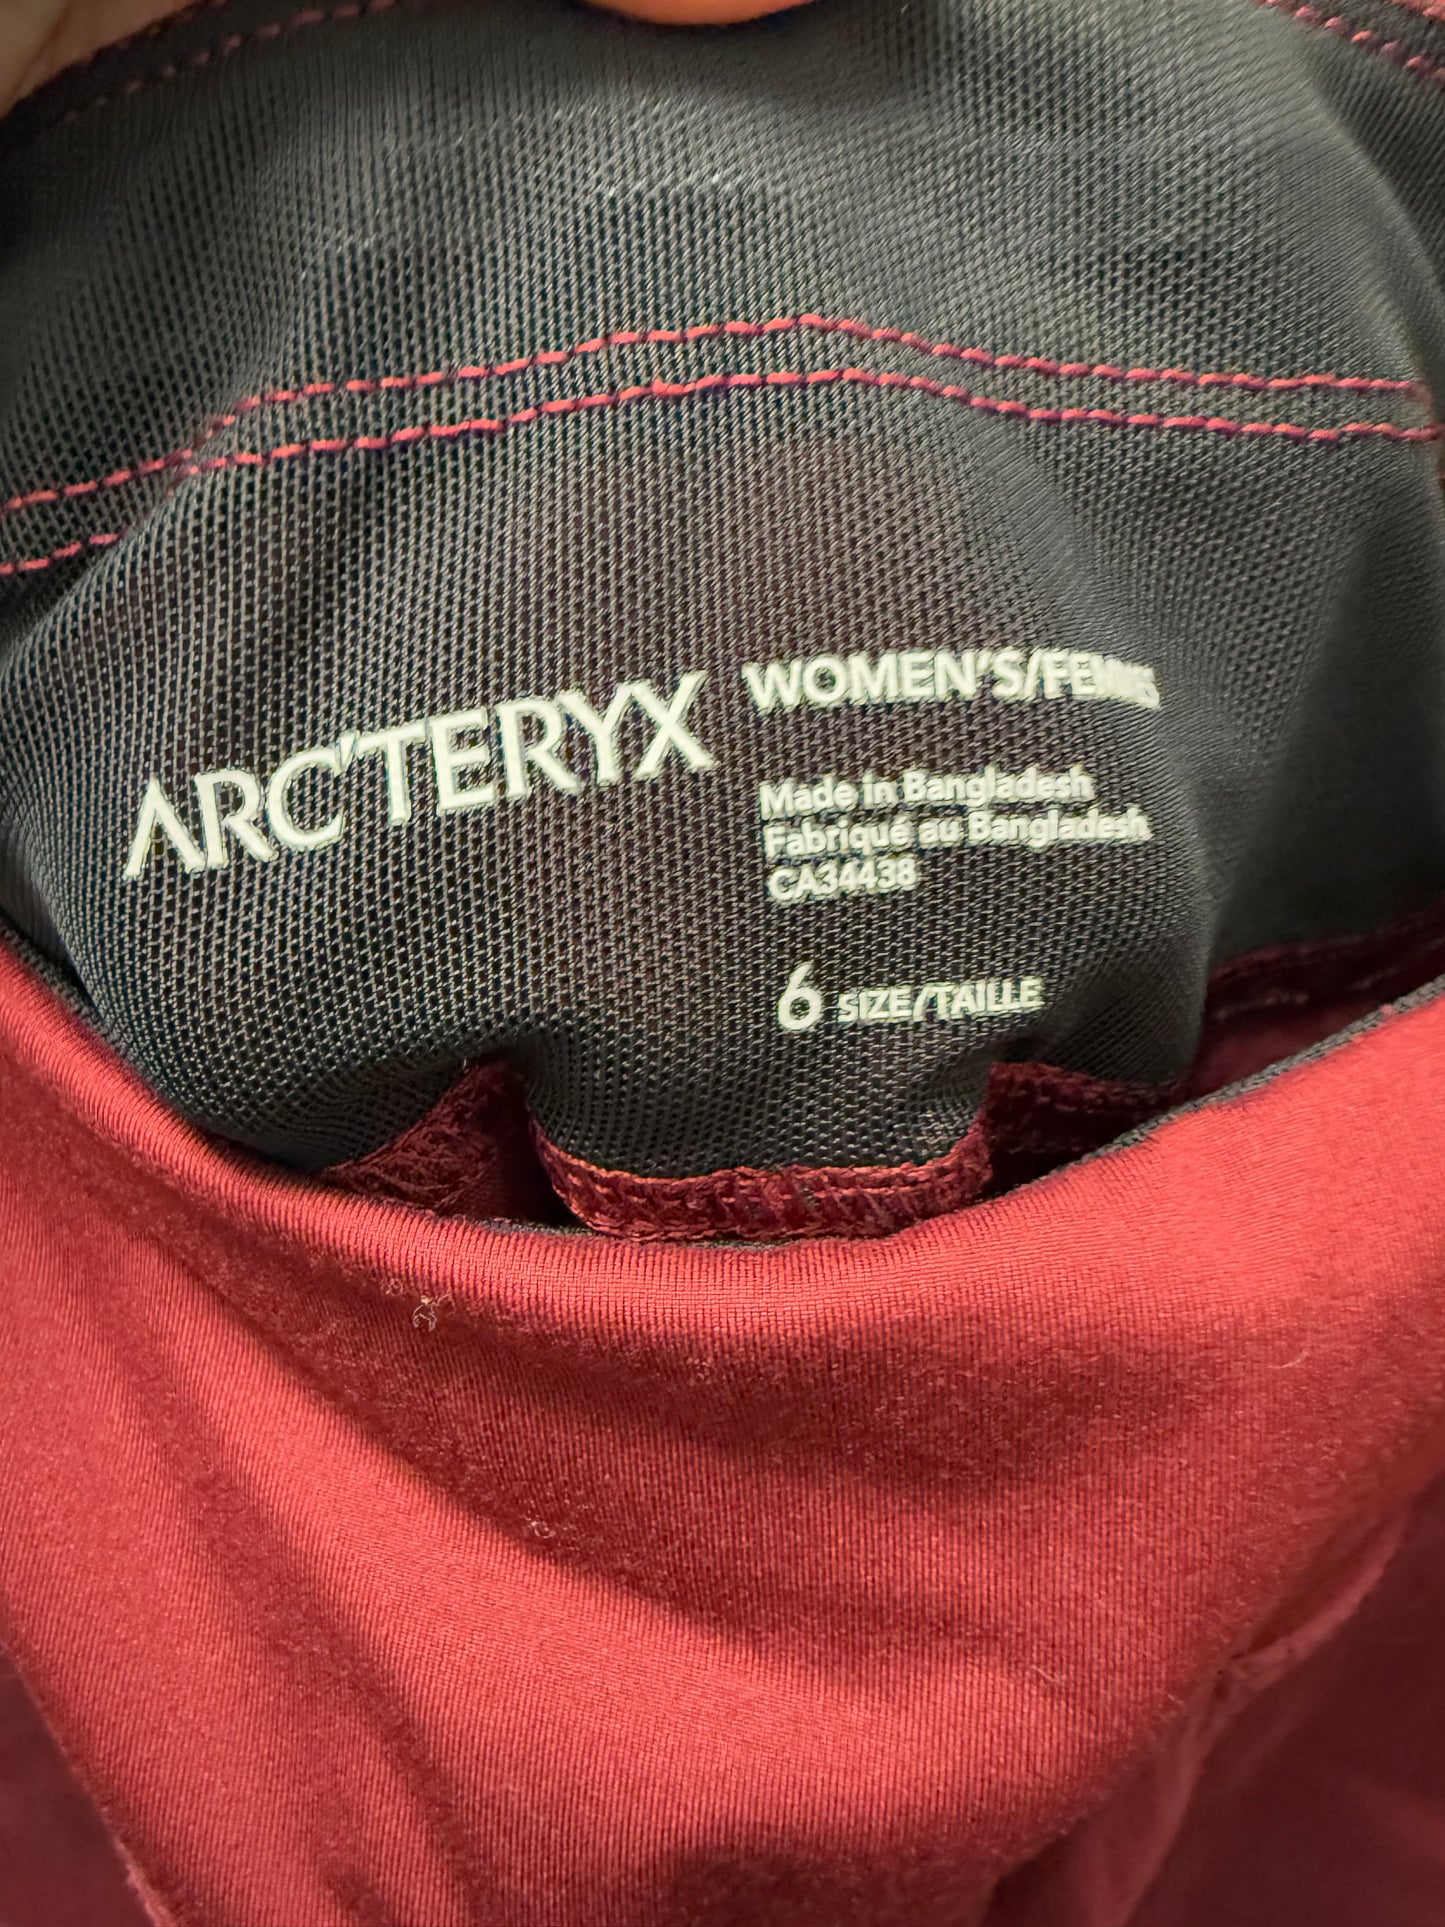 ARC'TERYX
WOMEN'S/FEMMES
Made in Bangladesh
Fabriqué au Bangladesh
CA34438
6 SIZE/TAILLE